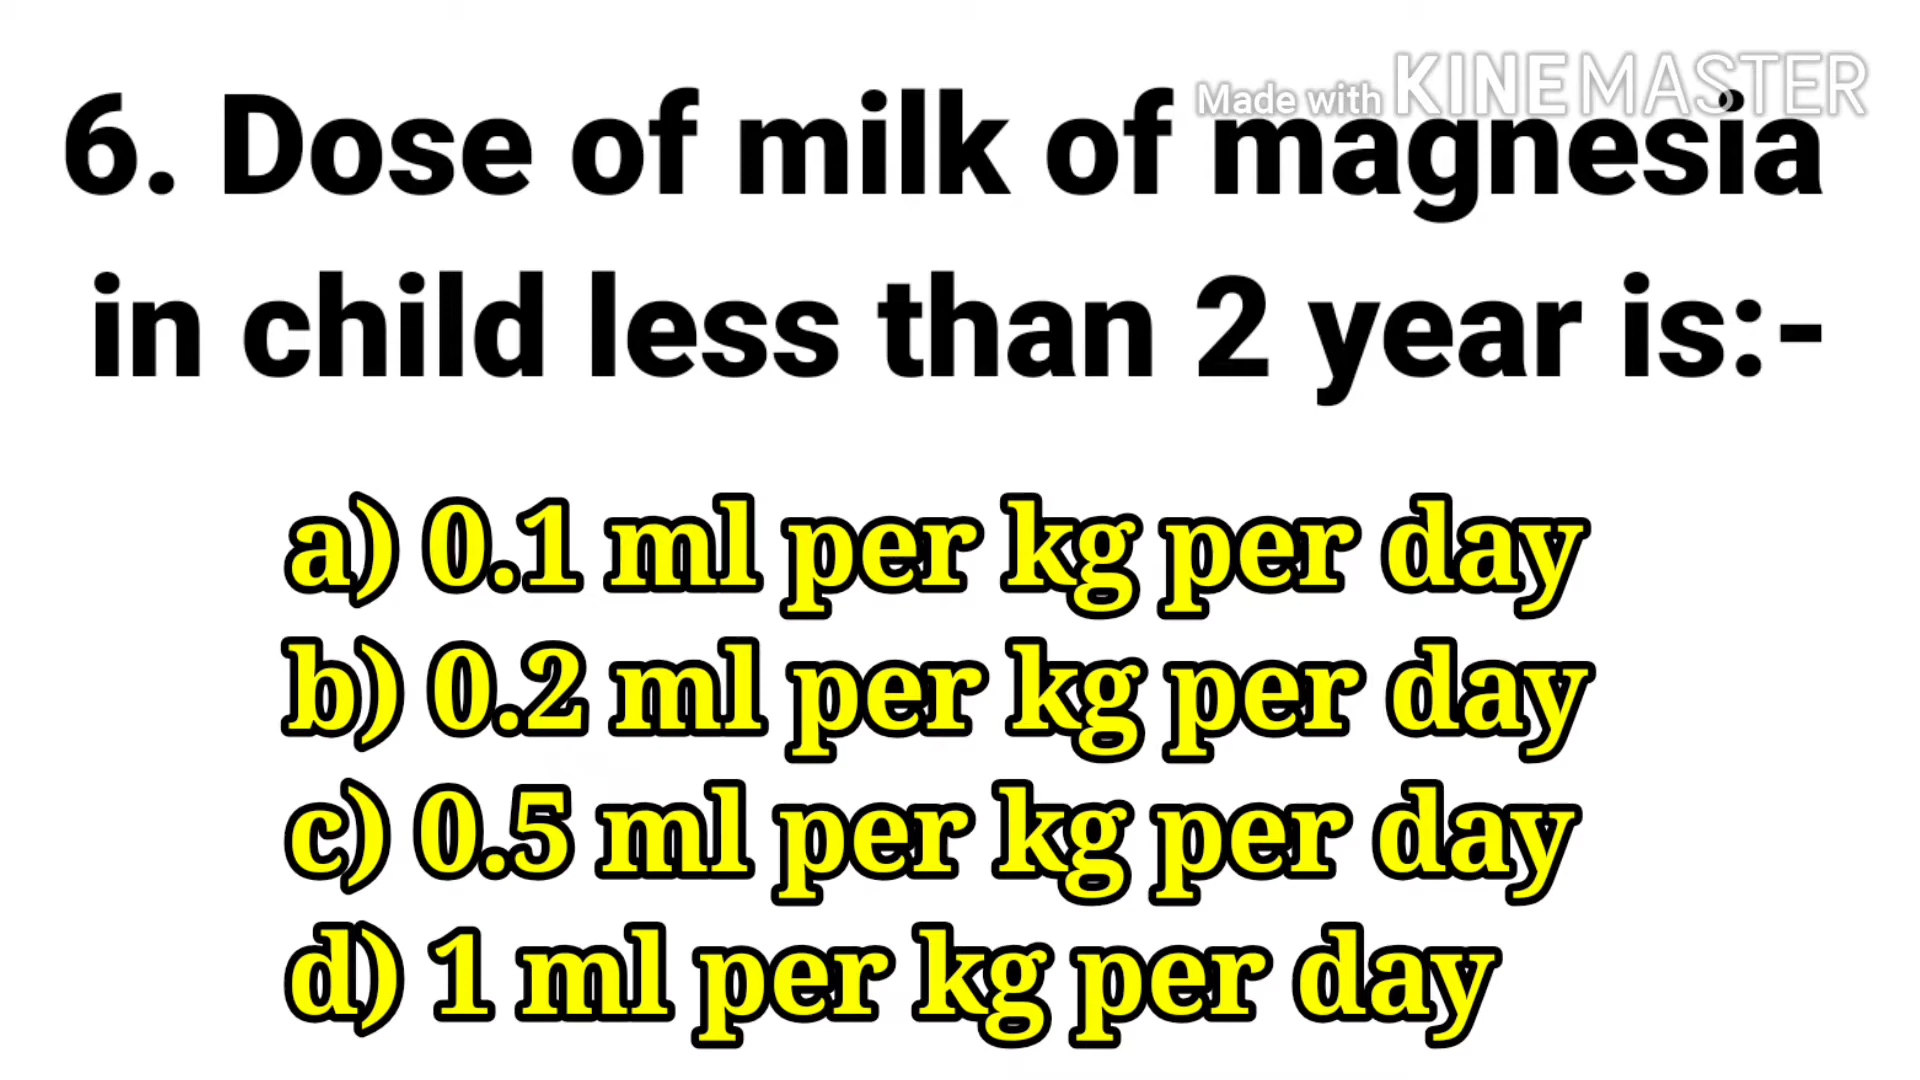 Made with KINEMASTER
6. Dose of milk of magnesia
in child less than 2 year is:-
a) 0.1 ml per kg per day
b) 0.2 ml per kg per day
c) 0.5 ml per kg per day
d) 1 ml per kg per day